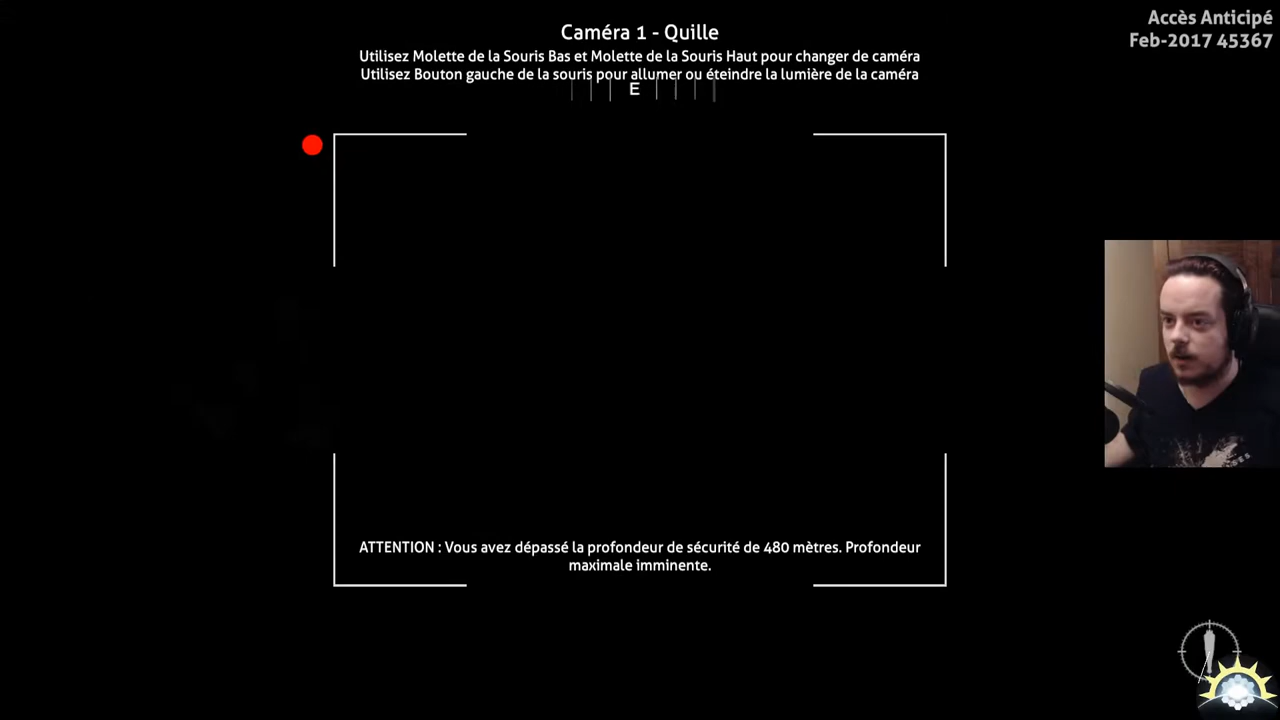 Accès Anticipé
Feb-2017 45367
Caméra 1 - Quille
Utilisez Molette de la Souris Bas et Molette de la Souris Haut pour changer de caméra
Utilisez Bouton gauche de la souris pour allumer ou éteindre la lumière de la caméra
E
ATTENTION : Vous avez dépassé la profondeur de sécurité de 480 mètres. Profondeur
maximale imminente.